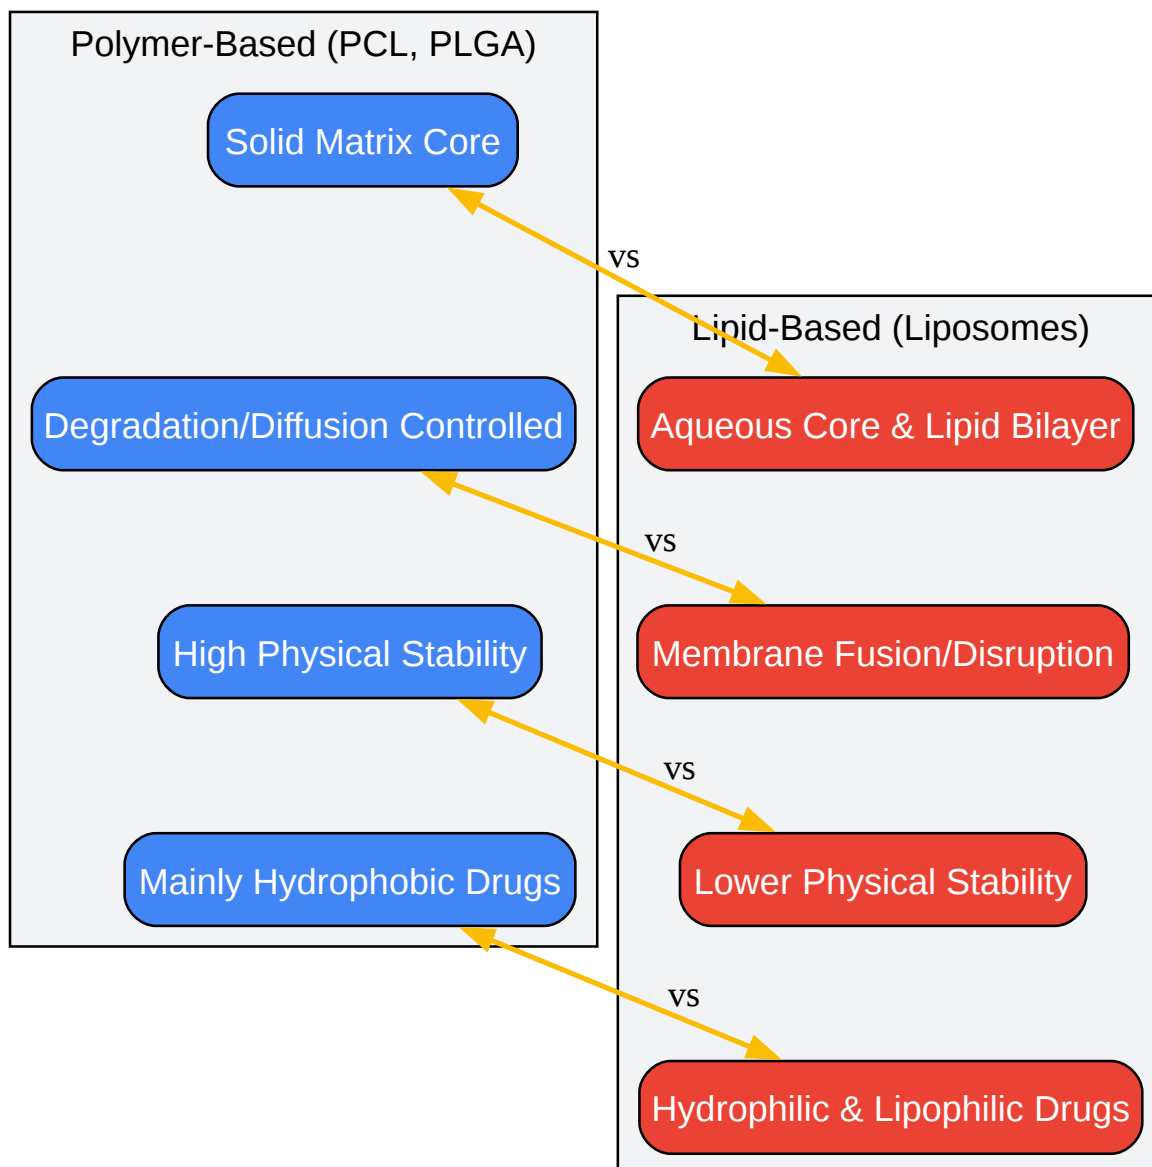 Polymer-Based (PCL, PLGA)
Solid Matrix Core
vs
Lipid-Based (Liposomes)
Degradation/Diffusion Controlled
Aqueous Core & Lipid Bilayer
vs
High Physical Stability
Membrane Fusion/Disruption
vs
Mainly Hydrophobic Drugs
Lower Physical Stability
vs
Hydrophilic & Lipophilic Drugs